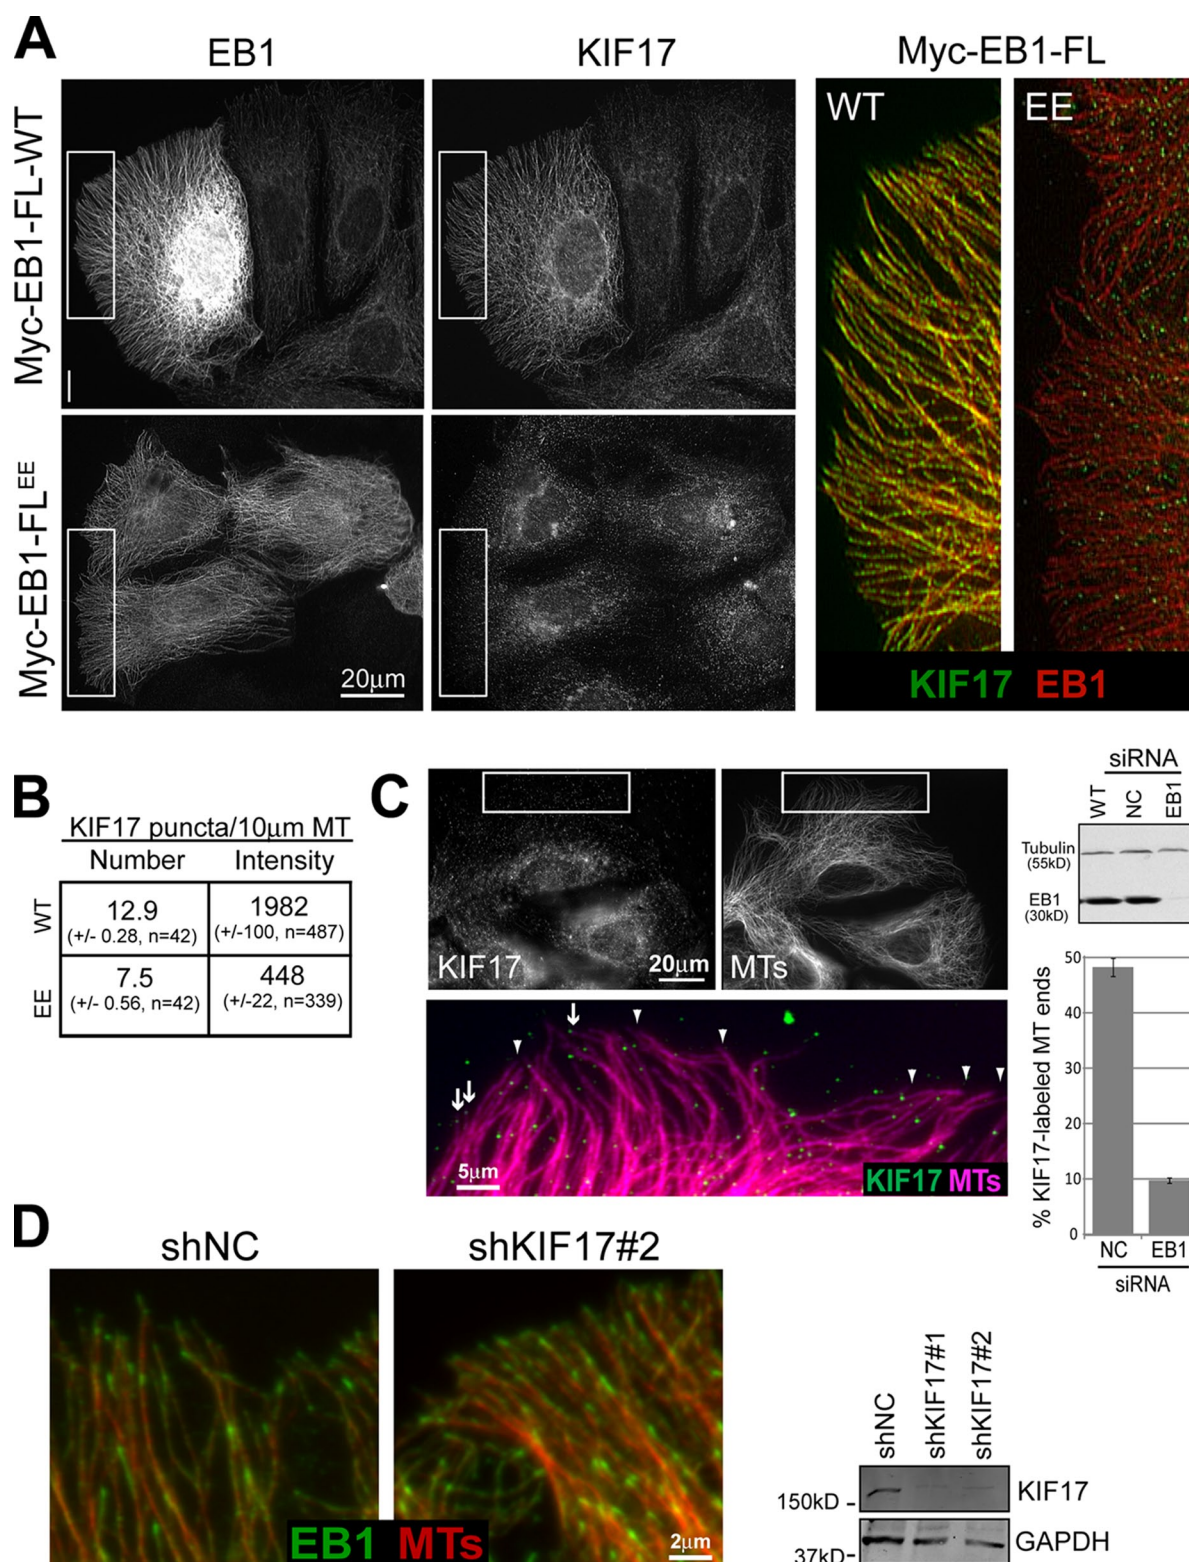 A
EB1
KIF17
Myc-EB1-FL
Myc-EB1-FL-WT
WT
EE
Myc-EB1-FL^EE
20μm
KIF17 EB1
B
KIF17 puncta/10μm MT
Number Intensity
WT
12.9
(+/- 0.28, n=42)
1982
(+/-100, n=487)
EE
7.5
(+/- 0.56, n=42)
448
(+/-22, n=339)
C
KIF17
20μm
MTs
5μm
KIF17 MTs
siRNA
WT NC EB1
Tubulin
(55kD)
EB1
(30kD)
% KIF17-labeled MT ends
50
40
30
20
10
0
NC EB1
siRNA
D
shNC
shKIF17#2
EB1 MTs
2μm
shNC
shKIF17#1
shKIF17#2
150kD -
KIF17
37kD -
GAPDH